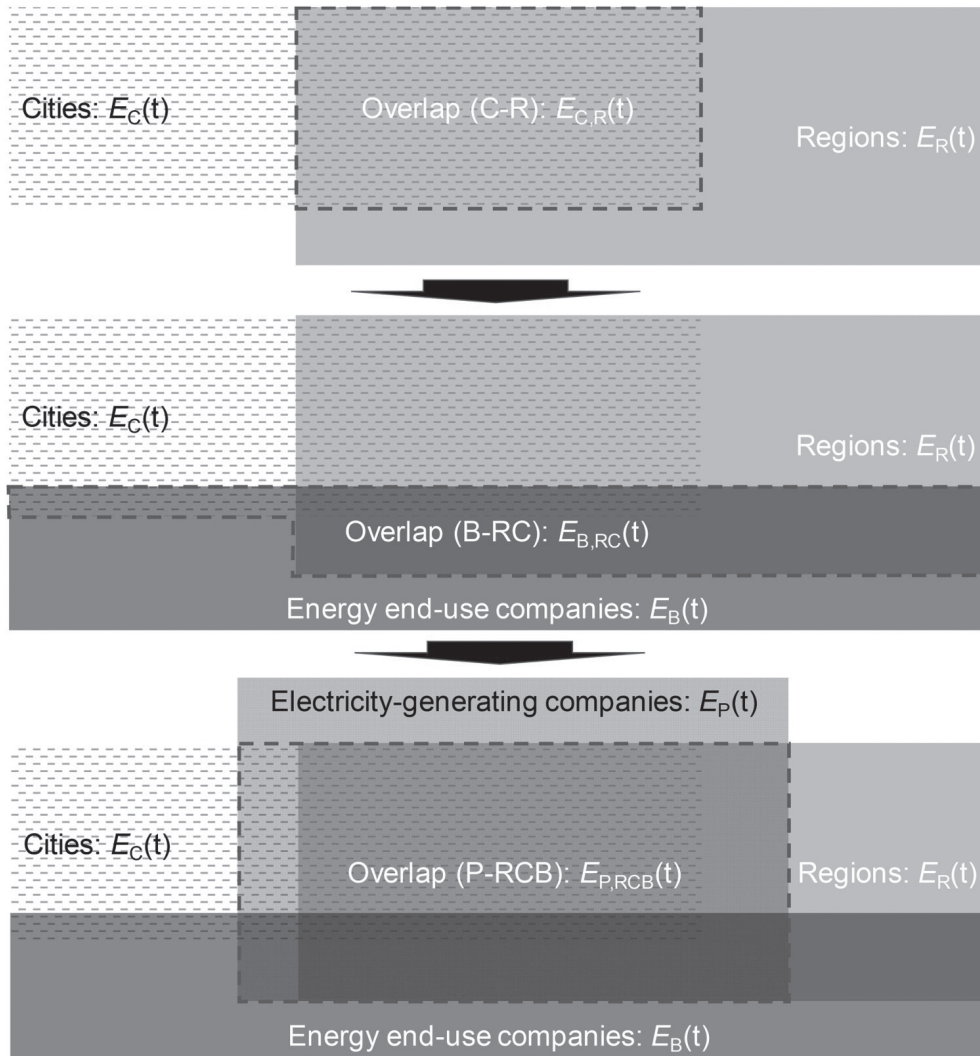 Cities: E_C(t)
Overlap (C-R): E_C,R(t)
Regions: E_R(t)
Cities: E_C(t)
Regions: E_R(t)
Overlap (B-RC): E_B,RC(t)
Energy end-use companies: E_B(t)
Electricity-generating companies: E_P(t)
Cities: E_C(t)
Overlap (P-RCB): E_P,RCB(t)
Regions: E_R(t)
Energy end-use companies: E_B(t)